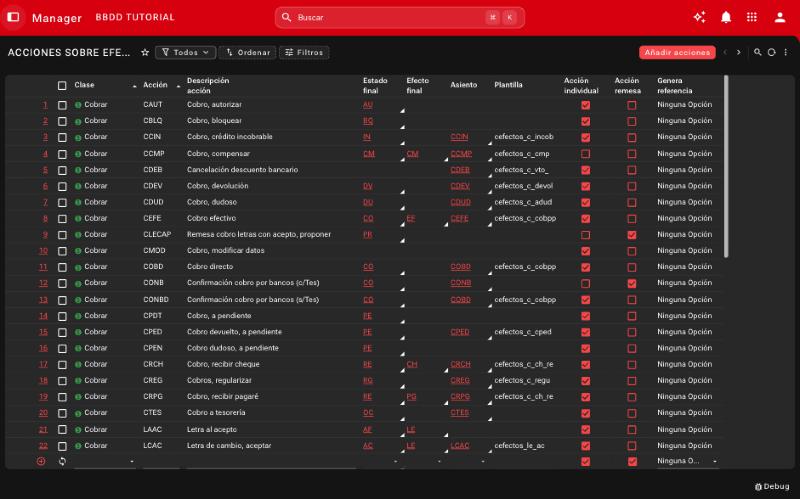 Manager BBDD TUTORIAL Buscar ⌘ K
ACCIONES SOBRE EFE... Todos Ordenar Filtros Añadir acciones
Clase Acción Descripción acción Estado final Efecto final Asiento Plantilla Acción individual Acción remesa Genera referencia
1 Cobrar CAUT Cobro, autorizar AU Ninguna Opción
2 Cobrar CBLQ Cobro, bloquear BQ Ninguna Opción
3 Cobrar CCIN Cobro, crédito incobrable IN CCIN cefectos_c_incob Ninguna Opción
4 Cobrar CCMP Cobro, compensar CM CM CCMP cefectos_c_cmp Ninguna Opción
5 Cobrar CDEB Cancelación descuento bancario CDEB cefectos_c_vto_ Ninguna Opción
6 Cobrar CDEV Cobro, devolución DV CDEV cefectos_c_devol Ninguna Opción
7 Cobrar CDUD Cobro, dudoso DU CDUD cefectos_c_adud Ninguna Opción
8 Cobrar CEFE Cobro efectivo CO EF CEFE cefectos_c_cobpp Ninguna Opción
9 Cobrar CLECAP Remesa cobro letras con acepto, proponer PR Ninguna Opción
10 Cobrar CMOD Cobro, modificar datos Ninguna Opción
11 Cobrar COBD Cobro directo CO COBD cefectos_c_cobpp Ninguna Opción
12 Cobrar CONB Confirmación cobro por bancos (c/Tes) CO CONB Ninguna Opción
13 Cobrar CONBD Confirmación cobro por bancos (s/Tes) CO COBD cefectos_c_cobpp Ninguna Opción
14 Cobrar CPDT Cobro, a pendiente PE Ninguna Opción
15 Cobrar CPED Cobro devuelto, a pendiente PE CPED cefectos_c_cped Ninguna Opción
16 Cobrar CPEN Cobro dudoso, a pendiente PE Ninguna Opción
17 Cobrar CRCH Cobro, recibir cheque RE CH CRCH cefectos_c_ch_re Ninguna Opción
18 Cobrar CREG Cobros, regularizar RG CREG cefectos_c_regu Ninguna Opción
19 Cobrar CRPG Cobro, recibir pagaré RE PG CRPG cefectos_c_ch_re Ninguna Opción
20 Cobrar CTES Cobro a tesorería OC CTES Ninguna Opción
21 Cobrar LAAC Letra al acepto AF LE Ninguna Opción
22 Cobrar LCAC Letra de cambio, aceptar AC LE LCAC cefectos_le_ac Ninguna Opción
Ninguna O...
Debug